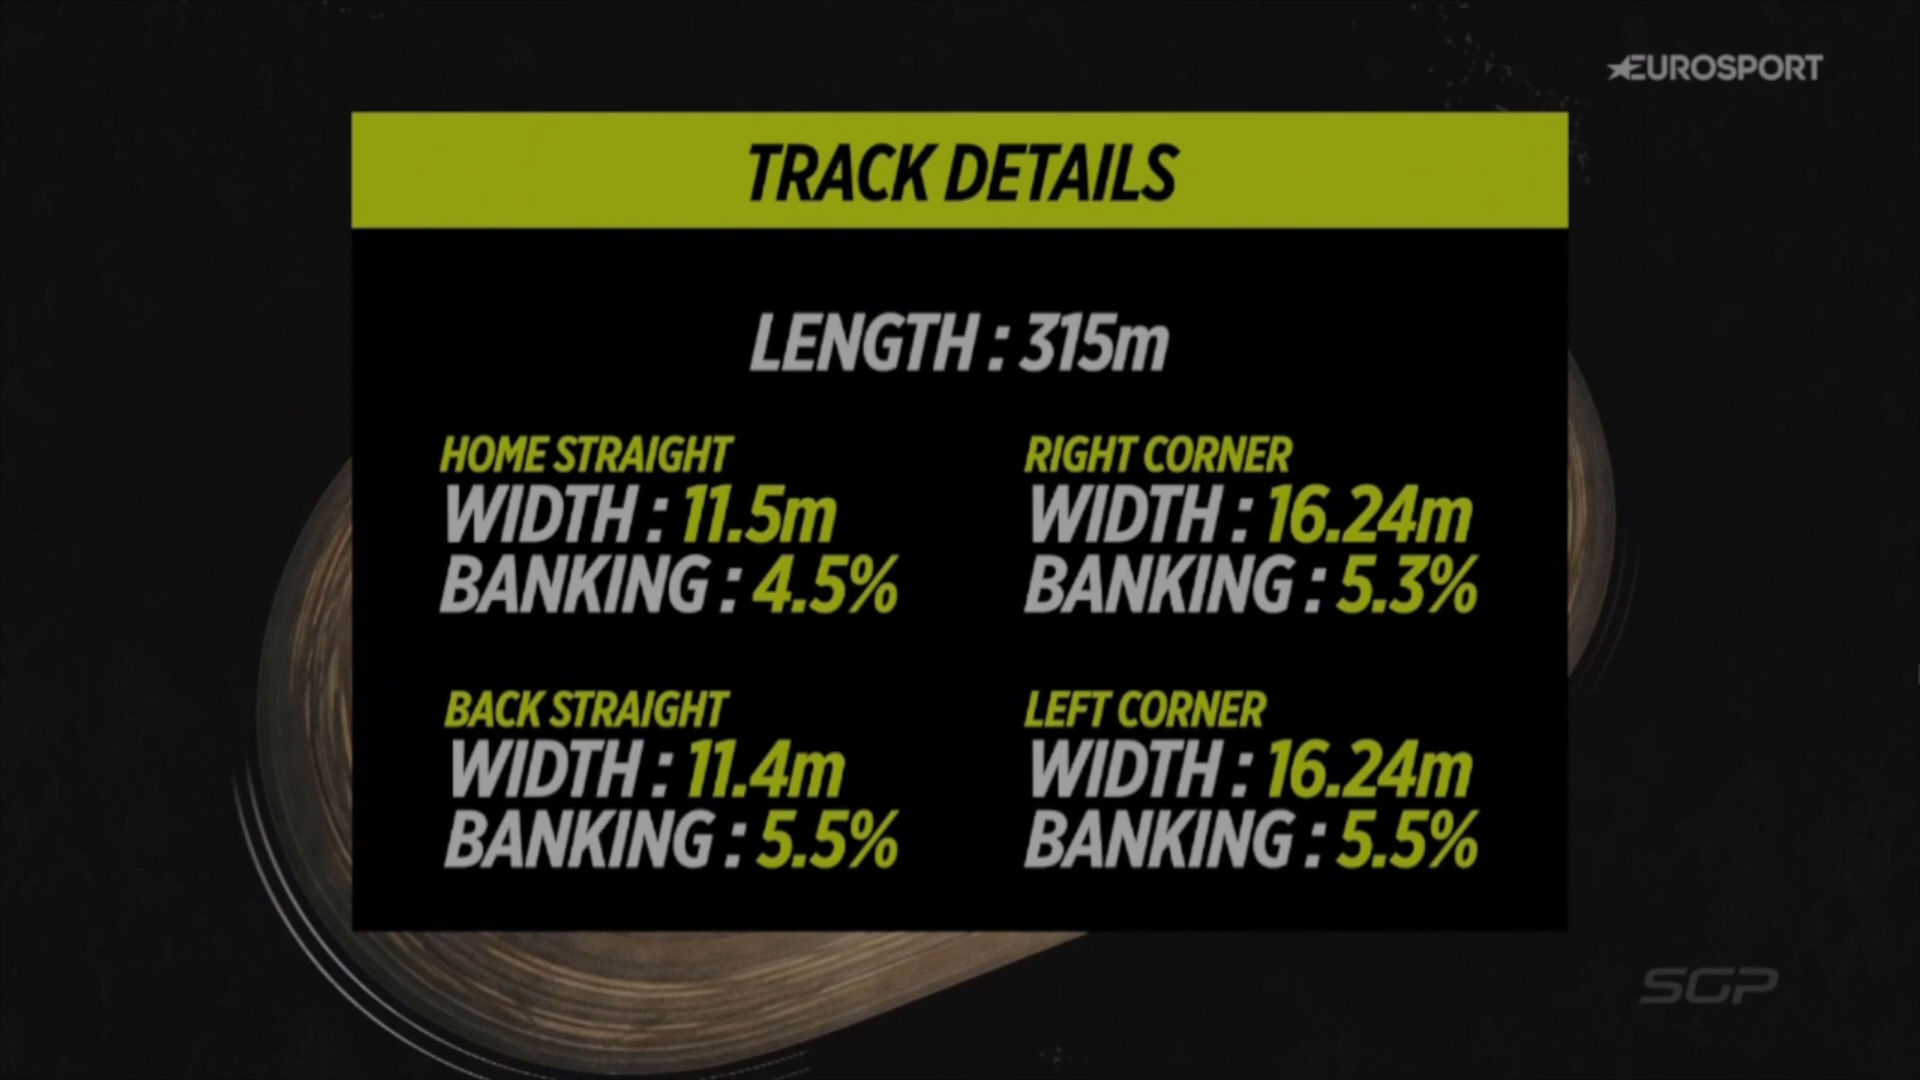 EUROSPORT
TRACK DETAILS
LENGTH : 315m
HOME STRAIGHT
WIDTH : 11.5m
BANKING : 4.5%
RIGHT CORNER
WIDTH : 16.24m
BANKING : 5.3%
BACK STRAIGHT
WIDTH : 11.4m
BANKING : 5.5%
LEFT CORNER
WIDTH : 16.24m
BANKING : 5.5%
SGP